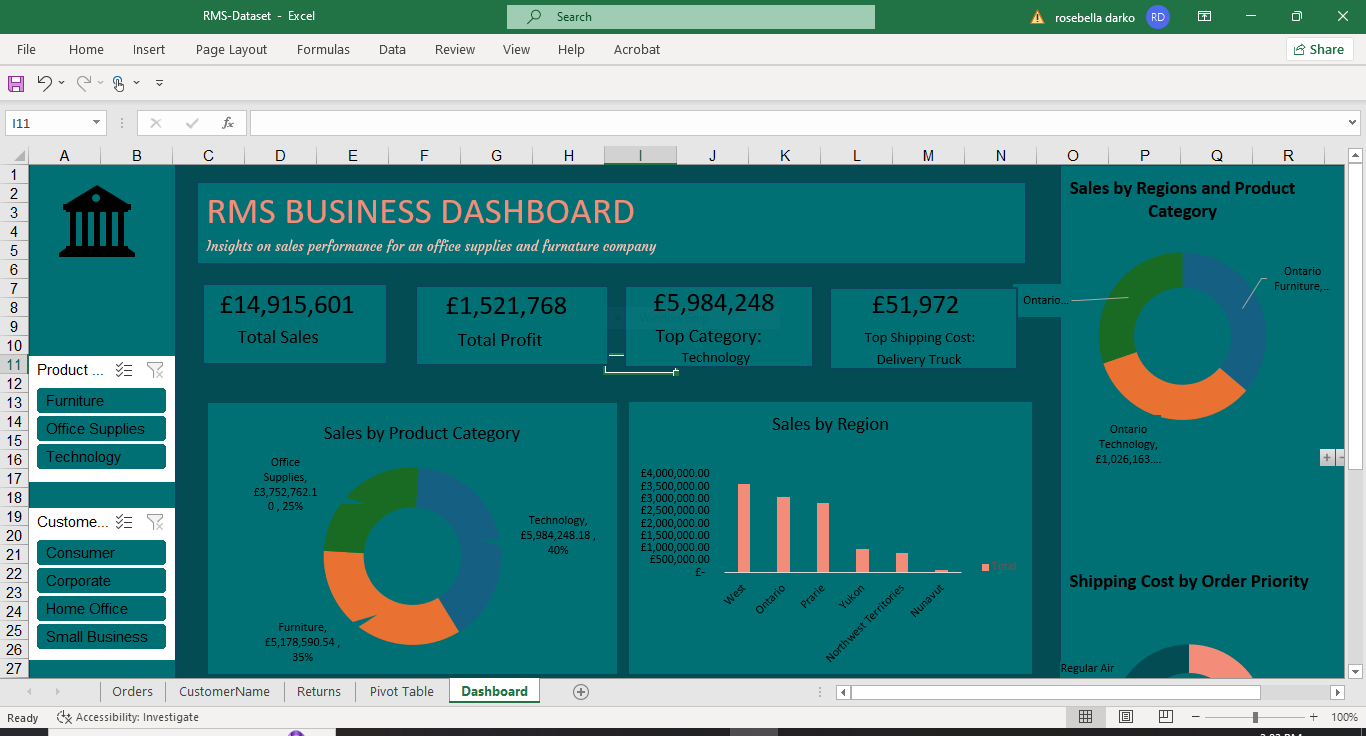 RMS-Dataset - Excel
Search
rosebella darko
RD
File Home Insert Page Layout Formulas Data Review View Help Acrobat
Share
I11
fx
A B C D E F G H I J K L M N O P Q R
1
2
3
4
5
6
7
8
9
10
11
12
13
14
15
16
17
18
19
20
21
22
23
24
25
26
27
RMS BUSINESS DASHBOARD
Insights on sales performance for an office supplies and furnature company
£14,915,601
Total Sales
£1,521,768
Total Profit
£5,984,248
Top Category:
Technology
£51,972
Top Shipping Cost:
Delivery Truck
Product ...
Furniture
Office Supplies
Technology
Custome...
Consumer
Corporate
Home Office
Small Business
Sales by Product Category
Office
Supplies,
£3,752,762.1
0 , 25%
Technology,
£5,984,248.18 ,
40%
Furniture,
£5,178,590.54 ,
35%
Sales by Region
£4,000,000.00
£3,500,000.00
£3,000,000.00
£2,500,000.00
£2,000,000.00
£1,500,000.00
£1,000,000.00
£500,000.00
£-
West
Ontario
Prarie
Yukon
Northwest Territories
Nunavut
Total
Sales by Regions and Product
Category
Ontario
Furniture,...
Ontario...
Ontario
Technology,
£1,026,163....
Shipping Cost by Order Priority
Regular Air
Orders CustomerName Returns Pivot Table Dashboard
Ready
Accessibility: Investigate
100%